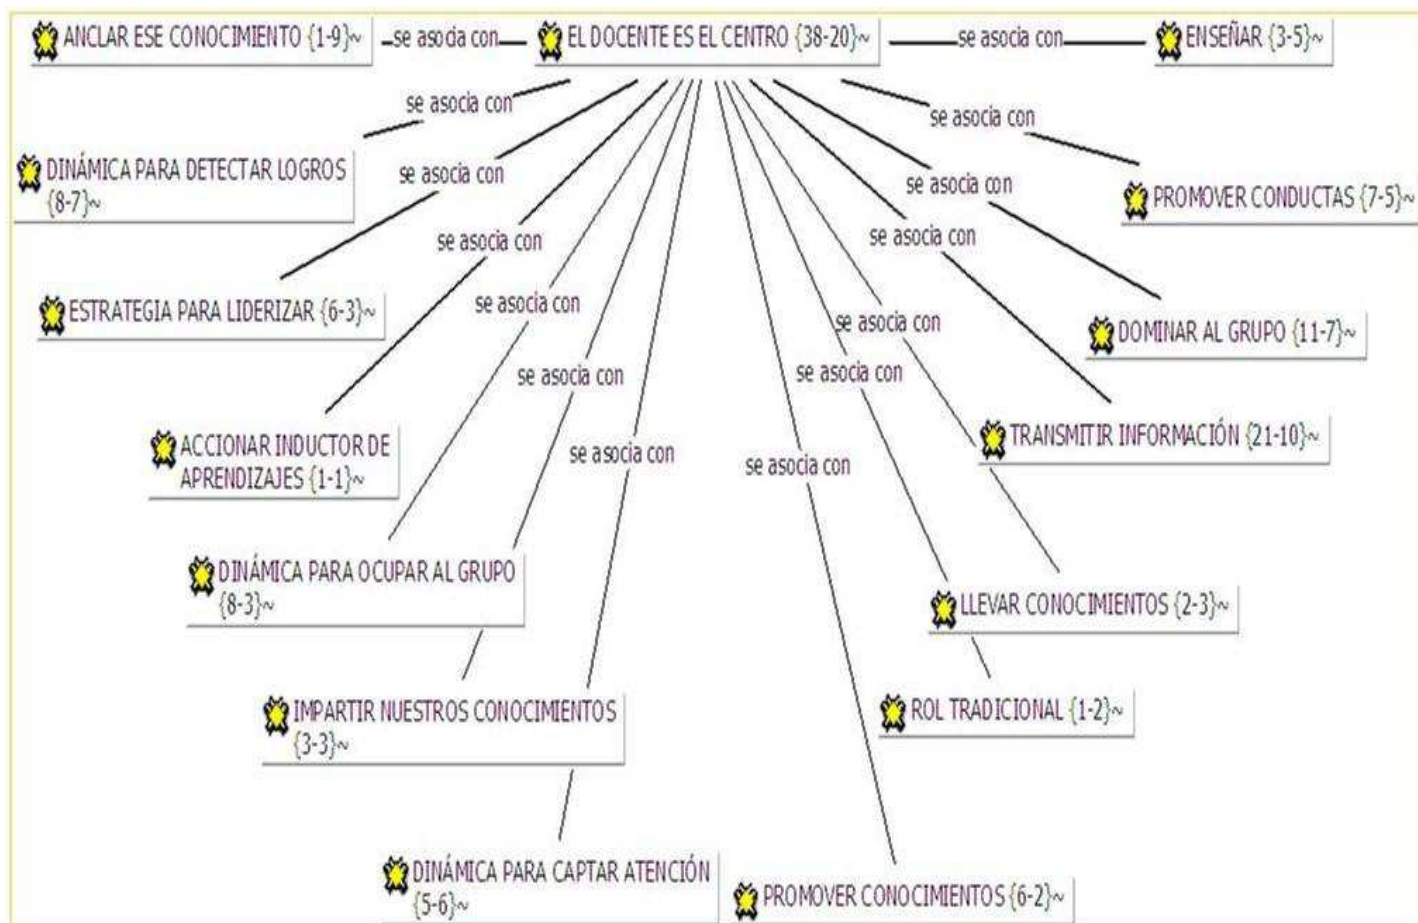 ANCLAR ESE CONOCIMIENTO {1-9}~
se asocia con
EL DOCENTE ES EL CENTRO {38-20}~
se asocia con
ENSEÑAR {3-5}~
se asocia con
se asocia con
DINÁMICA PARA DETECTAR LOGROS
{8-7}~
se asocia con
se asocia con
PROMOVER CONDUCTAS {7-5}~
se asocia con
se asocia con
ESTRATEGIA PARA LIDERIZAR {6-3}~
se asocia con
se asocia con
DOMINAR AL GRUPO {11-7}~
se asocia con
se asocia con
ACCIONAR INDUCTOR DE
APRENDIZAJES {1-1}~
se asocia con
se asocia con
TRANSMITIR INFORMACIÓN {21-10}~
DINÁMICA PARA OCUPAR AL GRUPO
{8-3}~
LLEVAR CONOCIMIENTOS {2-3}~
IMPARTIR NUESTROS CONOCIMIENTOS
{3-3}~
ROL TRADICIONAL {1-2}~
DINÁMICA PARA CAPTAR ATENCIÓN
{5-6}~
PROMOVER CONOCIMIENTOS {6-2}~